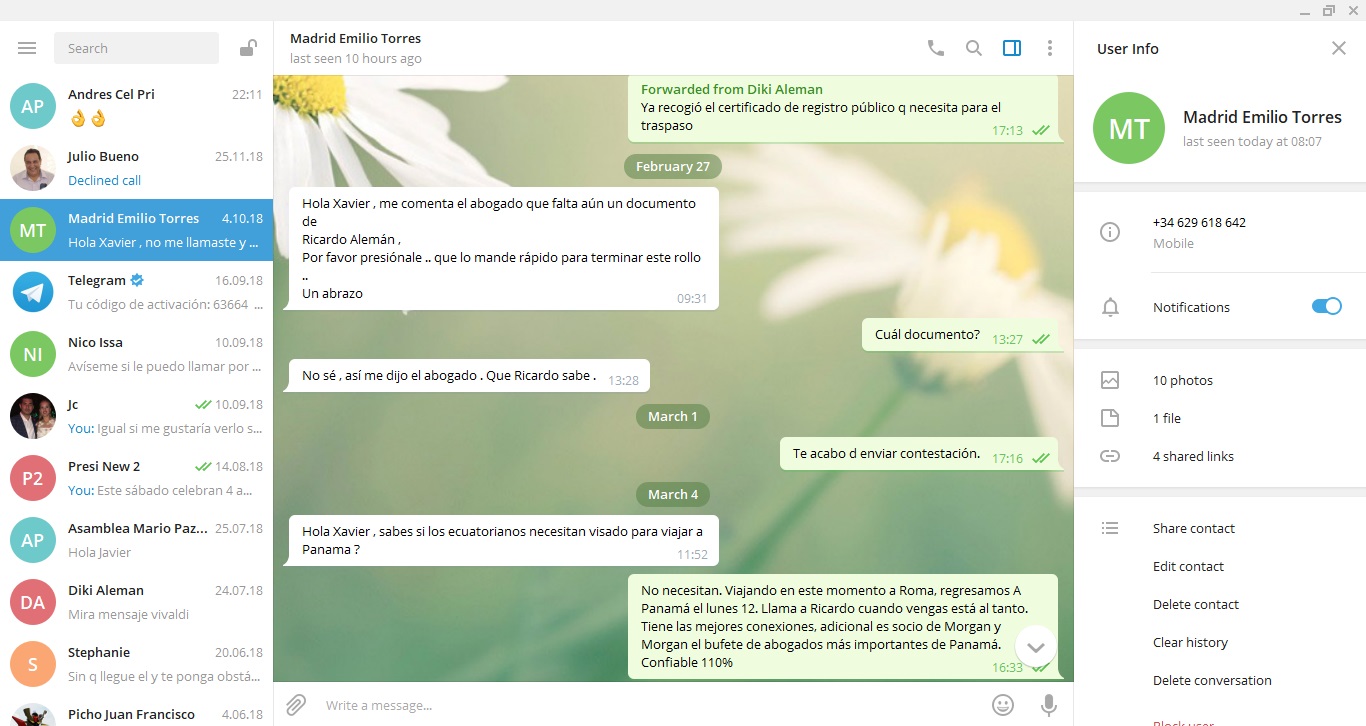 Search
AP
Andres Cel Pri
22:11
👌👌
Julio Bueno
25.11.18
Declined call
MT
Madrid Emilio Torres
4.10.18
Hola Xavier , no me llamaste y ...
Telegram
16.09.18
Tu código de activación: 63664 ...
NI
Nico Issa
10.09.18
Avíseme si le puedo llamar por ...
Jc
10.09.18
You: Igual si me gustaría verlo s...
P2
Presi New 2
14.08.18
You: Este sábado celebran 4 a...
AP
Asamblea Mario Paz...
25.07.18
Hola Javier
DA
Diki Aleman
24.07.18
Mira mensaje vivaldi
S
Stephanie
20.06.18
Sin q llegue el y te ponga obstá...
Picho Juan Francisco
4.06.18
Madrid Emilio Torres
last seen 10 hours ago
Forwarded from Diki Aleman
Ya recogió el certificado de registro público q necesita para el
traspaso
17:13
February 27
Hola Xavier , me comenta el abogado que falta aún un documento
de
Ricardo Alemán ,
Por favor presiónale .. que lo mande rápido para terminar este rollo
..
Un abrazo
09:31
Cuál documento?
13:27
No sé , así me dijo el abogado . Que Ricardo sabe .
13:28
March 1
Te acabo d enviar contestación.
17:16
March 4
Hola Xavier , sabes si los ecuatorianos necesitan visado para viajar a
Panama ?
11:52
No necesitan. Viajando en este momento a Roma, regresamos A
Panamá el lunes 12. Llama a Ricardo cuando vengas está al tanto.
Tiene las mejores conexiones, adicional es socio de Morgan y
Morgan el bufete de abogados más importantes de Panamá.
Confiable 110%
16:33
Write a message...
User Info
MT
Madrid Emilio Torres
last seen today at 08:07
+34 629 618 642
Mobile
Notifications
10 photos
1 file
4 shared links
Share contact
Edit contact
Delete contact
Clear history
Delete conversation
Block user